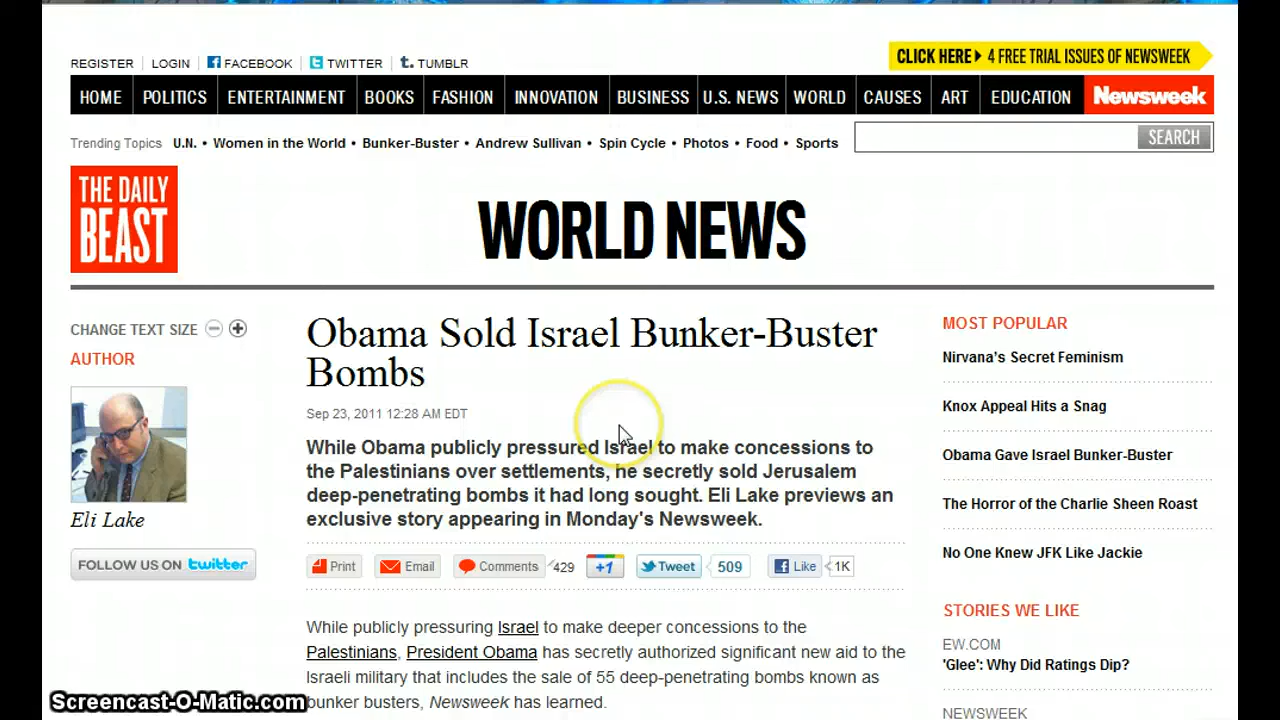 REGISTER LOGIN FACEBOOK TWITTER t. TUMBLR
CLICK HERE 4 FREE TRIAL ISSUES OF NEWSWEEK
HOME POLITICS ENTERTAINMENT BOOKS FASHION INNOVATION BUSINESS U.S. NEWS WORLD CAUSES ART EDUCATION Newsweek
Trending Topics U.N. • Women in the World • Bunker-Buster • Andrew Sullivan • Spin Cycle • Photos • Food • Sports
SEARCH
THE DAILY
BEAST
WORLD NEWS
CHANGE TEXT SIZE
AUTHOR
Eli Lake
FOLLOW US ON twitter
Obama Sold Israel Bunker-Buster
Bombs
Sep 23, 2011 12:28 AM EDT
While Obama publicly pressured Israel to make concessions to
the Palestinians over settlements, he secretly sold Jerusalem
deep-penetrating bombs it had long sought. Eli Lake previews an
exclusive story appearing in Monday's Newsweek.
Print Email Comments 429 +1 Tweet 509 Like 1K
While publicly pressuring Israel to make deeper concessions to the
Palestinians, President Obama has secretly authorized significant new aid to the
Israeli military that includes the sale of 55 deep-penetrating bombs known as
bunker busters, Newsweek has learned.
MOST POPULAR
Nirvana's Secret Feminism
Knox Appeal Hits a Snag
Obama Gave Israel Bunker-Buster
The Horror of the Charlie Sheen Roast
No One Knew JFK Like Jackie
STORIES WE LIKE
EW.COM
'Glee': Why Did Ratings Dip?
NEWSWEEK
Screencast-O-Matic.com